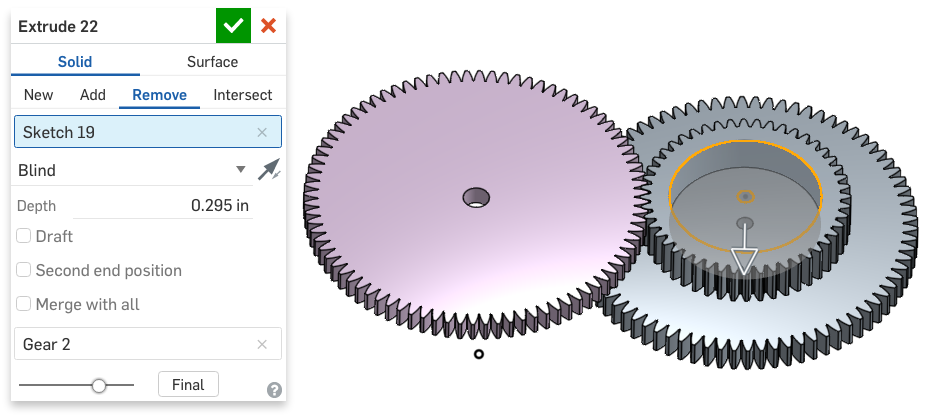 Extrude 22
Solid Surface
New Add Remove Intersect
Sketch 19
Blind
Depth 0.295 in
Draft
Second end position
Merge with all
Gear 2
Final
?